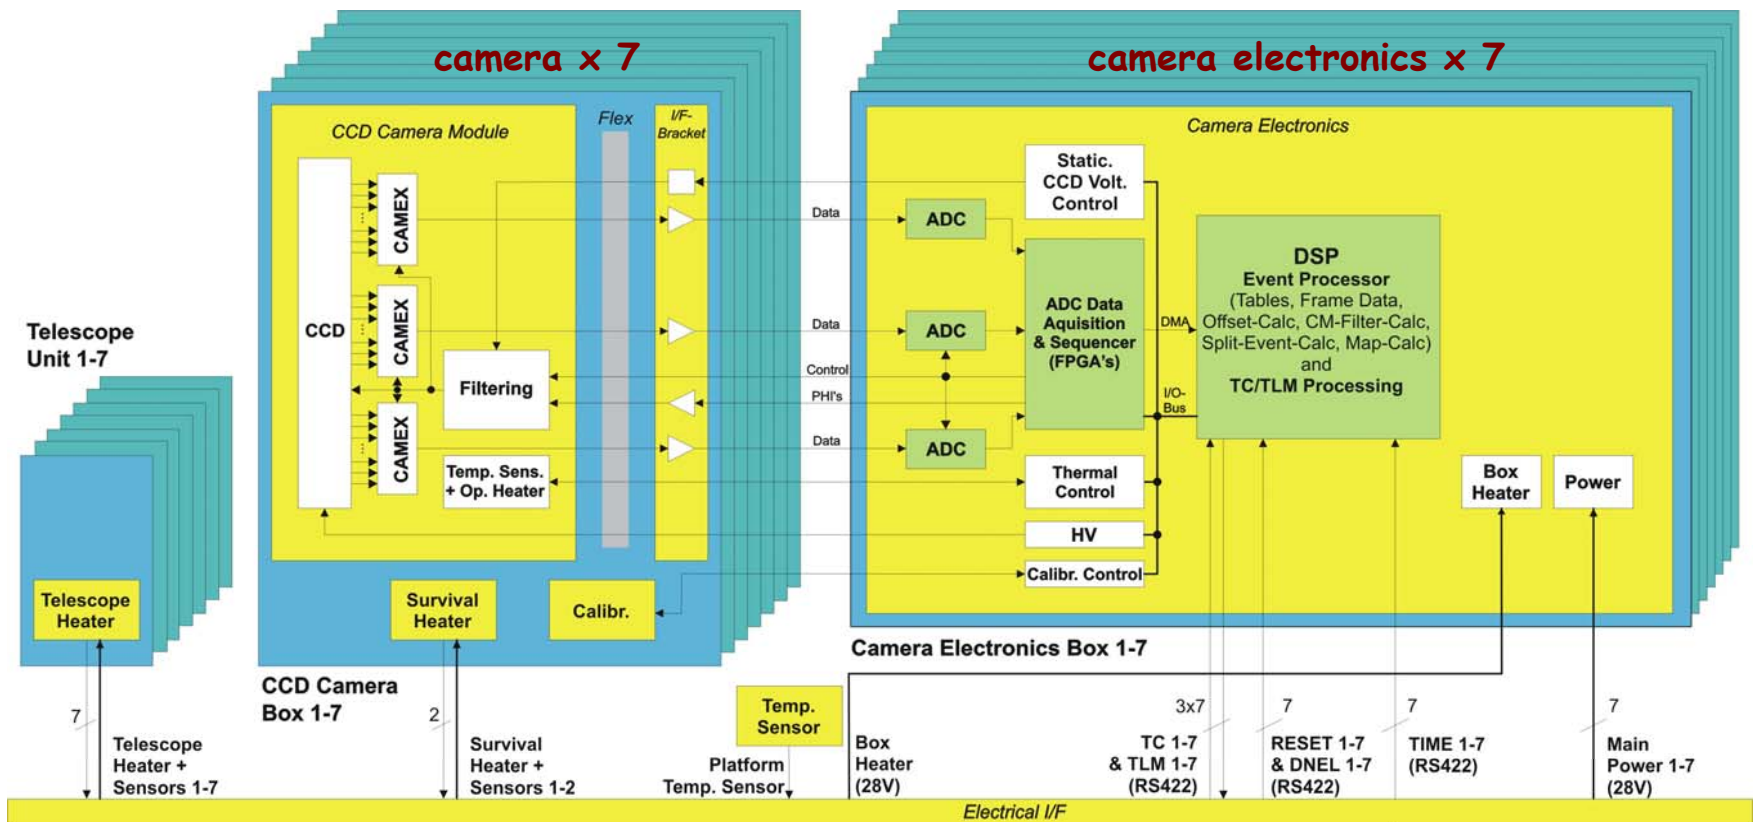 camera x 7
camera electronics x 7
CCD Camera Module
Flex
I/F-
Bracket
CCD
CAMEX
CAMEX
CAMEX
Filtering
Temp. Sens.
+ Op. Heater
Data
Data
Control
PHI's
Data
Camera Electronics
Static.
CCD Volt.
Control
ADC
ADC
ADC
ADC Data
Aquisition
& Sequencer
(FPGA's)
DMA
I/O-
Bus
DSP
Event Processor
(Tables, Frame Data,
Offset-Calc, CM-Filter-Calc,
Split-Event-Calc, Map-Calc)
and
TC/TLM Processing
Thermal
Control
HV
Calibr. Control
Box
Heater
Power
Telescope
Unit 1-7
Telescope
Heater
Survival
Heater
Calibr.
CCD Camera
Box 1-7
Camera Electronics Box 1-7
Temp.
Sensor
7
Telescope
Heater +
Sensors 1-7
2
Survival
Heater +
Sensors 1-2
Platform
Temp. Sensor
Box
Heater
(28V)
3x7
TC 1-7
& TLM 1-7
(RS422)
7
RESET 1-7
& DNEL 1-7
(RS422)
7
TIME 1-7
(RS422)
7
Main
Power 1-7
(28V)
Electrical I/F